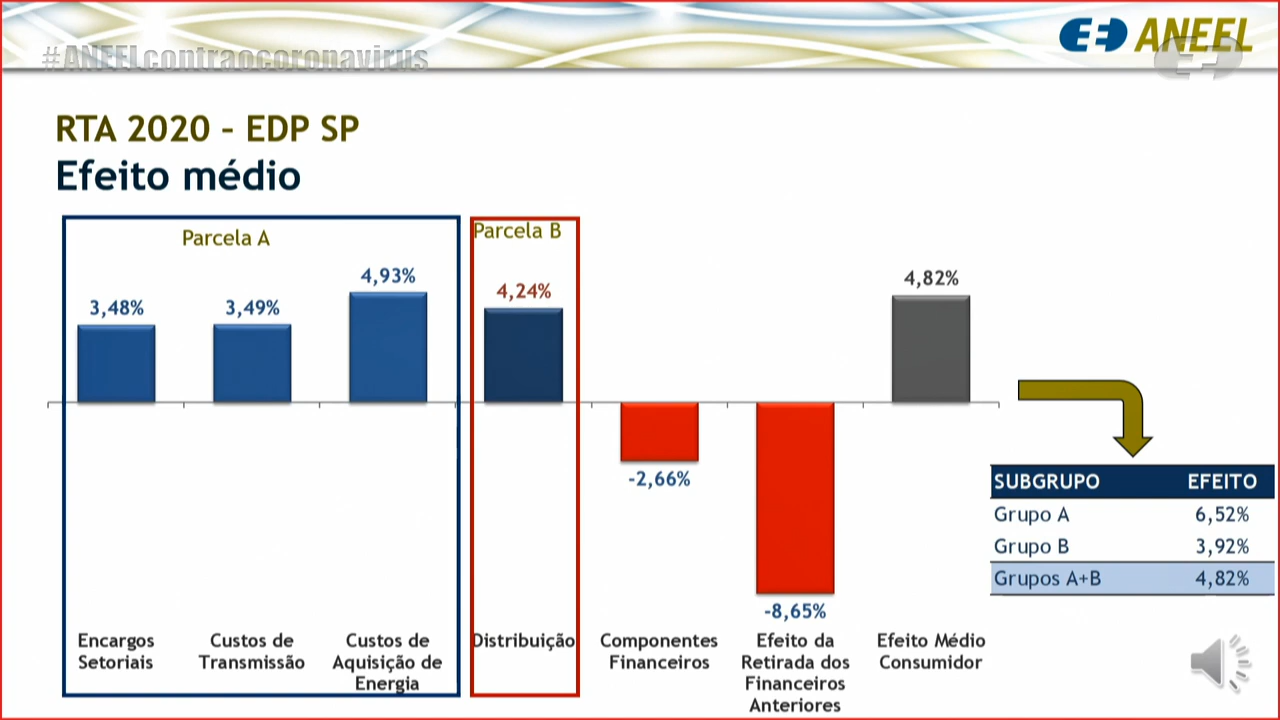 #ANEELcontraocoronavirus
ANEEL
RTA 2020 – EDP SP
Efeito médio
Parcela A
Parcela B
3,48%
3,49%
4,93%
4,24%
-2,66%
-8,65%
4,82%
Encargos
Setoriais
Custos de
Transmissão
Custos de
Aquisição de
Energia
Distribuição
Componentes
Financeiros
Efeito da
Retirada dos
Financeiros
Anteriores
Efeito Médio
Consumidor
SUBGRUPO EFEITO
Grupo A 6,52%
Grupo B 3,92%
Grupos A+B 4,82%